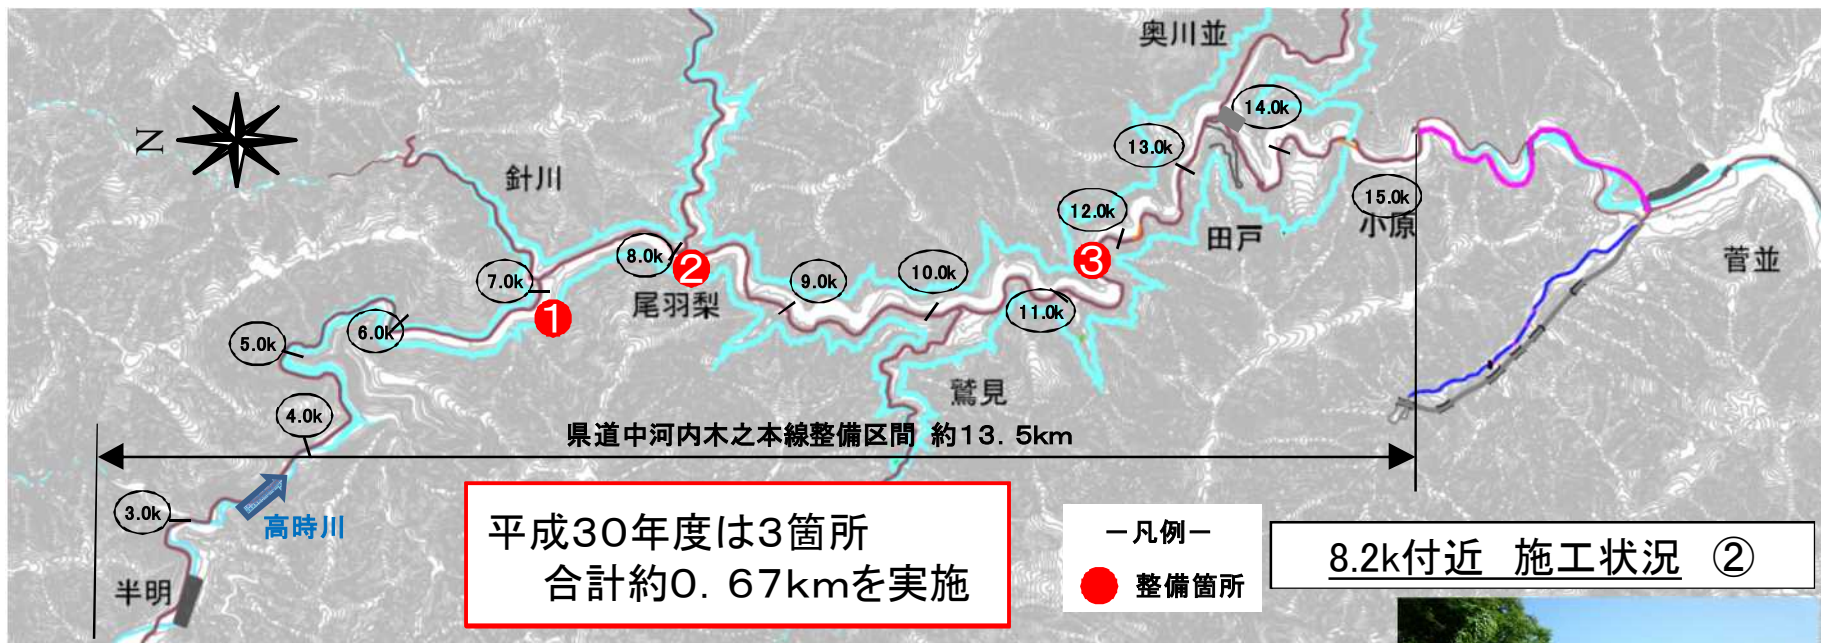 奥川並
N
14.0k
13.0k
針川
15.0k
12.0k
小原
田戸
8.0k
②
③
菅並
7.0k
9.0k
10.0k
尾羽梨
①
11.0k
6.0k
5.0k
鷲見
4.0k
県道中河内木之本線整備区間 約13.5km
3.0k
高時川
半明
平成30年度は3箇所
合計約0.67kmを実施
－凡例－
整備箇所
8.2k付近 施工状況 ②